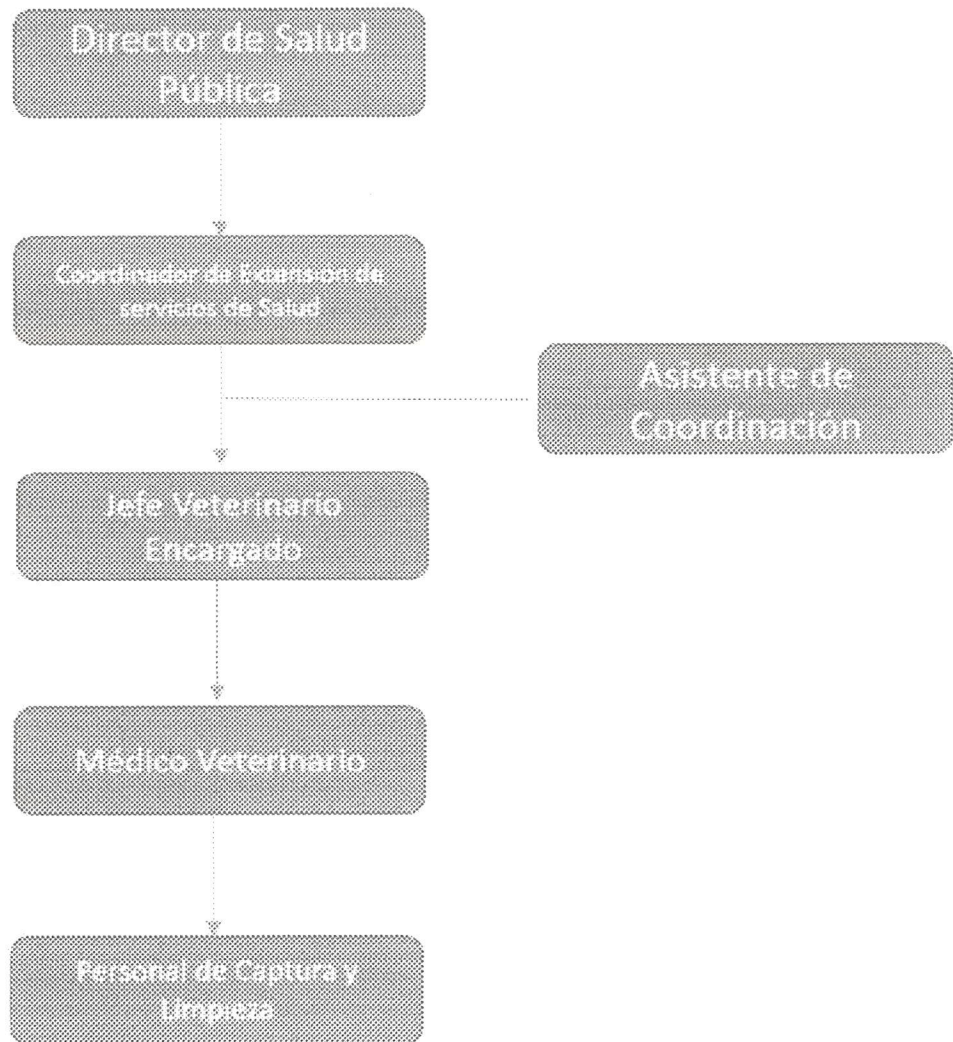 Director de Salud
Pública
Coordinador de Extensión de
servicios de Salud
Asistente de
Coordinación
Jefe Veterinario
Encargado
Médico Veterinario
Personal de Captura y
Limpieza